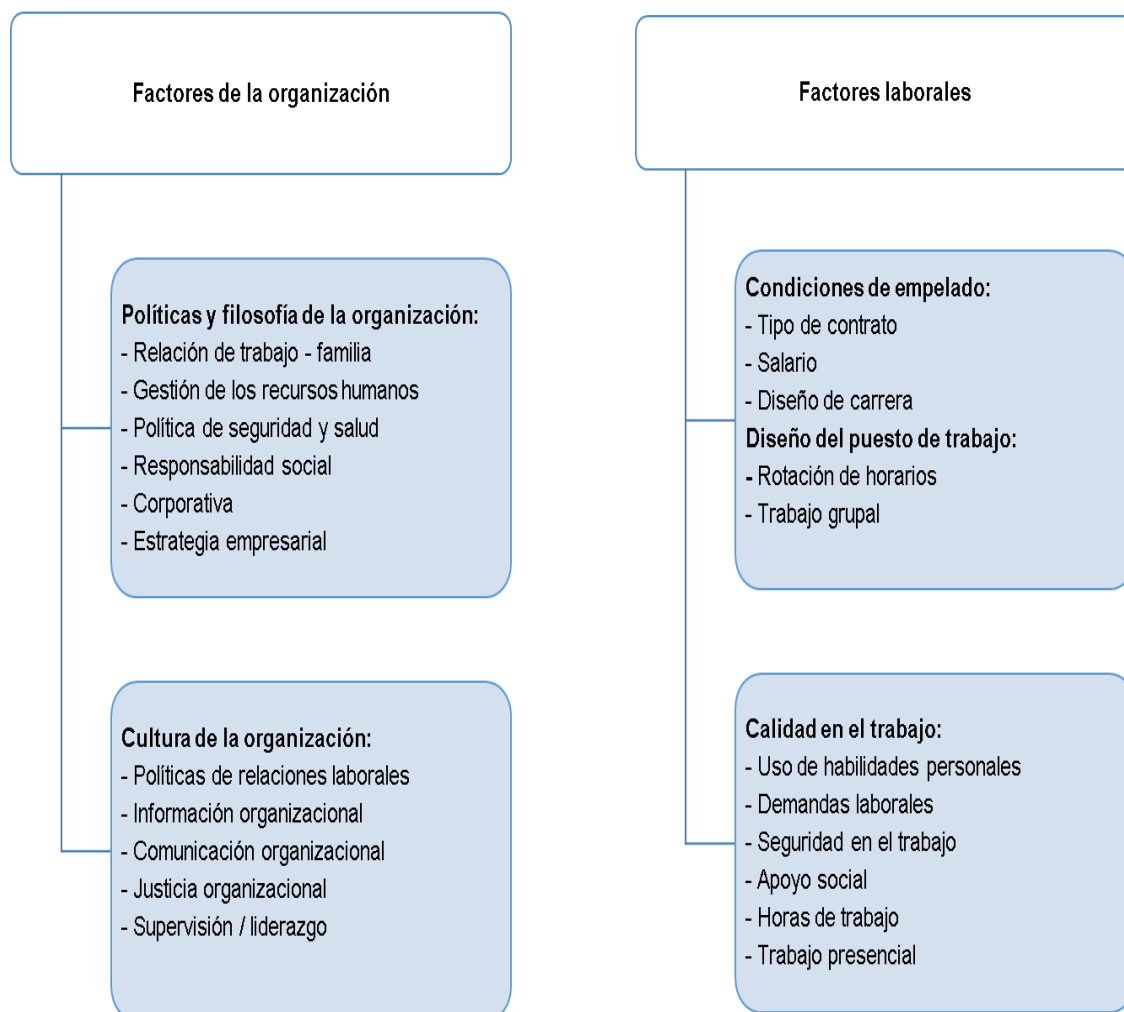 Factores de la organización
Políticas y filosofía de la organización:
- Relación de trabajo - familia
- Gestión de los recursos humanos
- Política de seguridad y salud
- Responsabilidad social
- Corporativa
- Estrategia empresarial
Cultura de la organización:
- Políticas de relaciones laborales
- Información organizacional
- Comunicación organizacional
- Justicia organizacional
- Supervisión / liderazgo
Factores laborales
Condiciones de empelado:
- Tipo de contrato
- Salario
- Diseño de carrera
Diseño del puesto de trabajo:
- Rotación de horarios
- Trabajo grupal
Calidad en el trabajo:
- Uso de habilidades personales
- Demandas laborales
- Seguridad en el trabajo
- Apoyo social
- Horas de trabajo
- Trabajo presencial